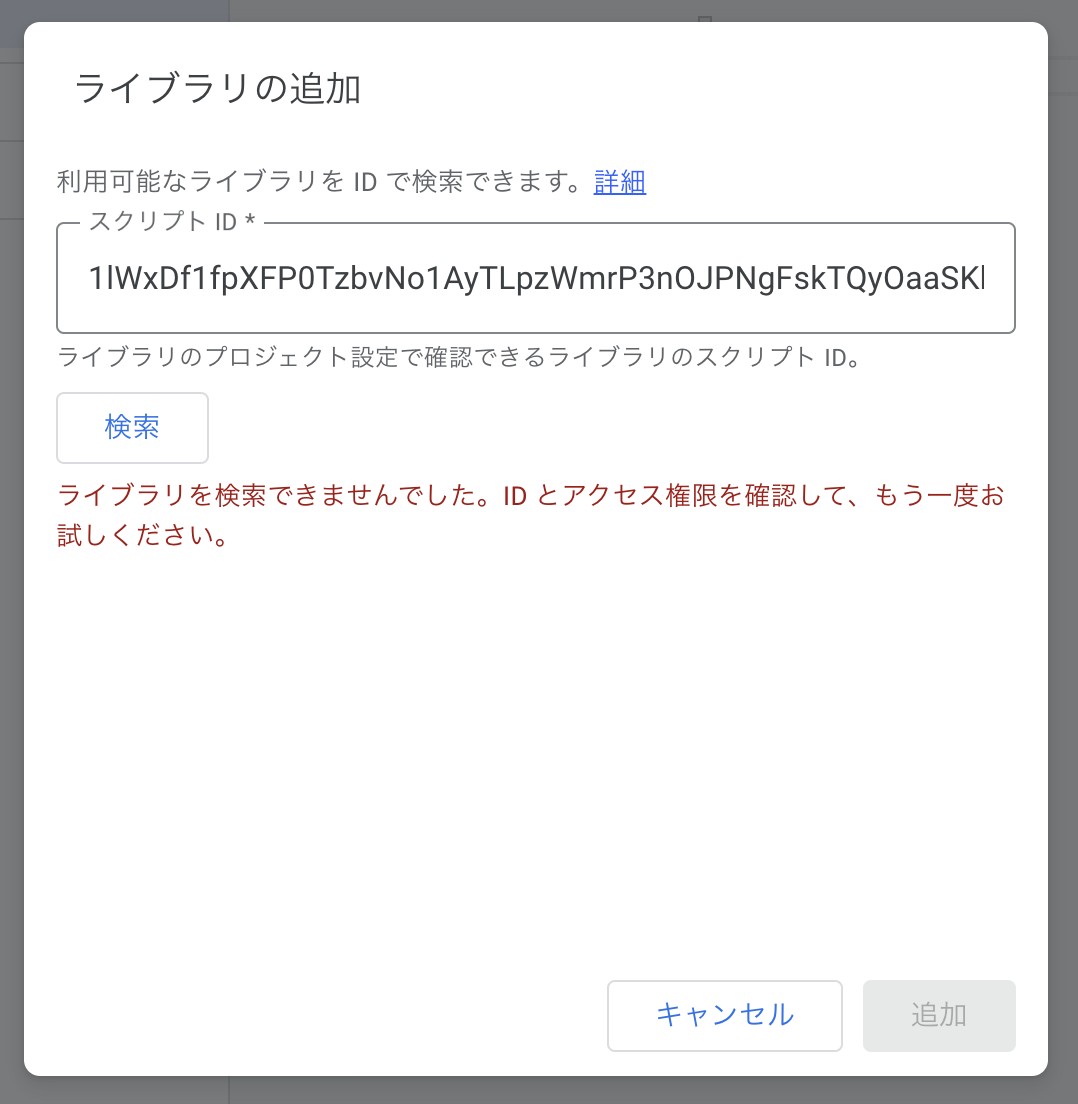 ライブラリの追加
利用可能なライブラリを ID で検索できます。詳細
スクリプト ID *
1lWxDf1fpXFP0TzbvNo1AyTLpzWmrP3nOJPNgFskTQyOaaSKl
ライブラリのプロジェクト設定で確認できるライブラリのスクリプト ID。
検索
ライブラリを検索できませんでした。ID とアクセス権限を確認して、もう一度お
試しください。
キャンセル
追加